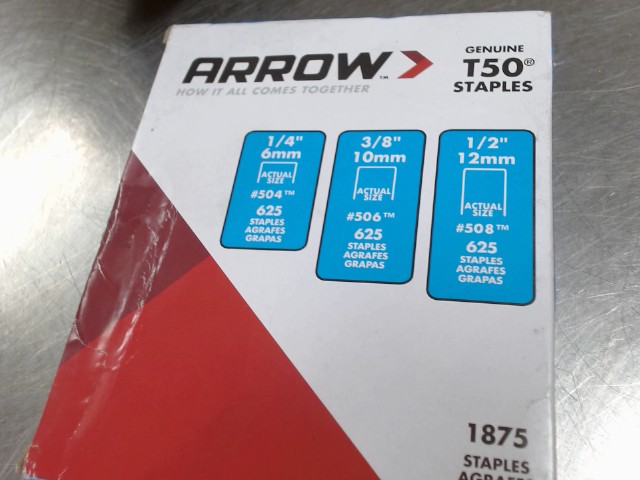 ARROW™
HOW IT ALL COMES TOGETHER
GENUINE
T50®
STAPLES
1/4"
6mm
ACTUAL
SIZE
#504™
625
STAPLES
AGRAFES
GRAPAS
3/8"
10mm
ACTUAL
SIZE
#506™
625
STAPLES
AGRAFES
GRAPAS
1/2"
12mm
ACTUAL
SIZE
#508™
625
STAPLES
AGRAFES
GRAPAS
1875
STAPLES
AGRAFES